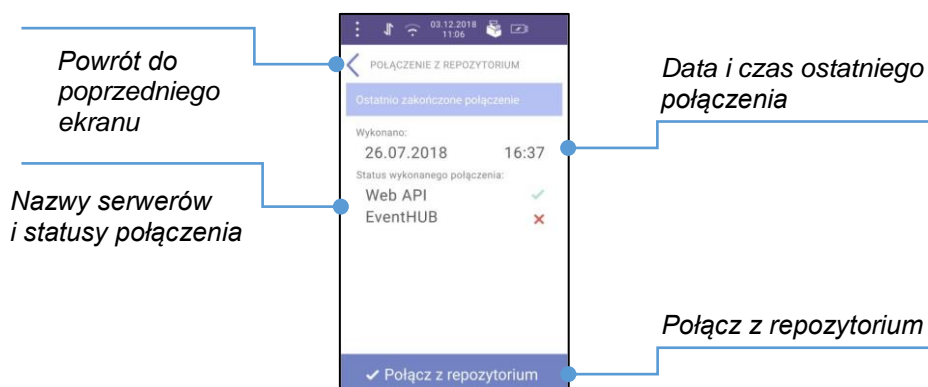 Powrót do
poprzedniego
ekranu
Nazwy serwerów
i statusy połączenia
03.12.2018
11:06
POŁĄCZENIE Z REPOZYTORIUM
Ostatnio zakończone połączenie
Wykonano:
26.07.2018 16:37
Status wykonanego połączenia:
Web API
EventHUB
Połącz z repozytorium
Data i czas ostatniego
połączenia
Połącz z repozytorium